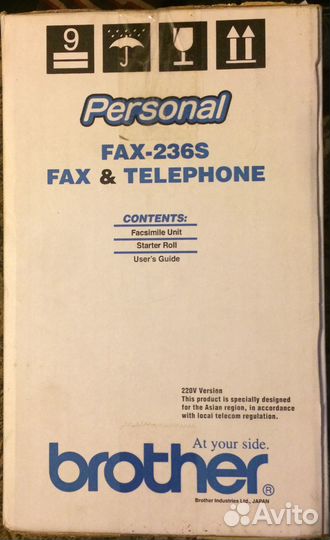 9
Personal
FAX-236S
FAX & TELEPHONE
CONTENTS:
Facsimile Unit
Starter Roll
User's Guide
220V Version
This product is specially designed
for the Asian region, in accordance
with local telecom regulation.
At your side.
brother®
Brother Industries Ltd., JAPAN
Avito